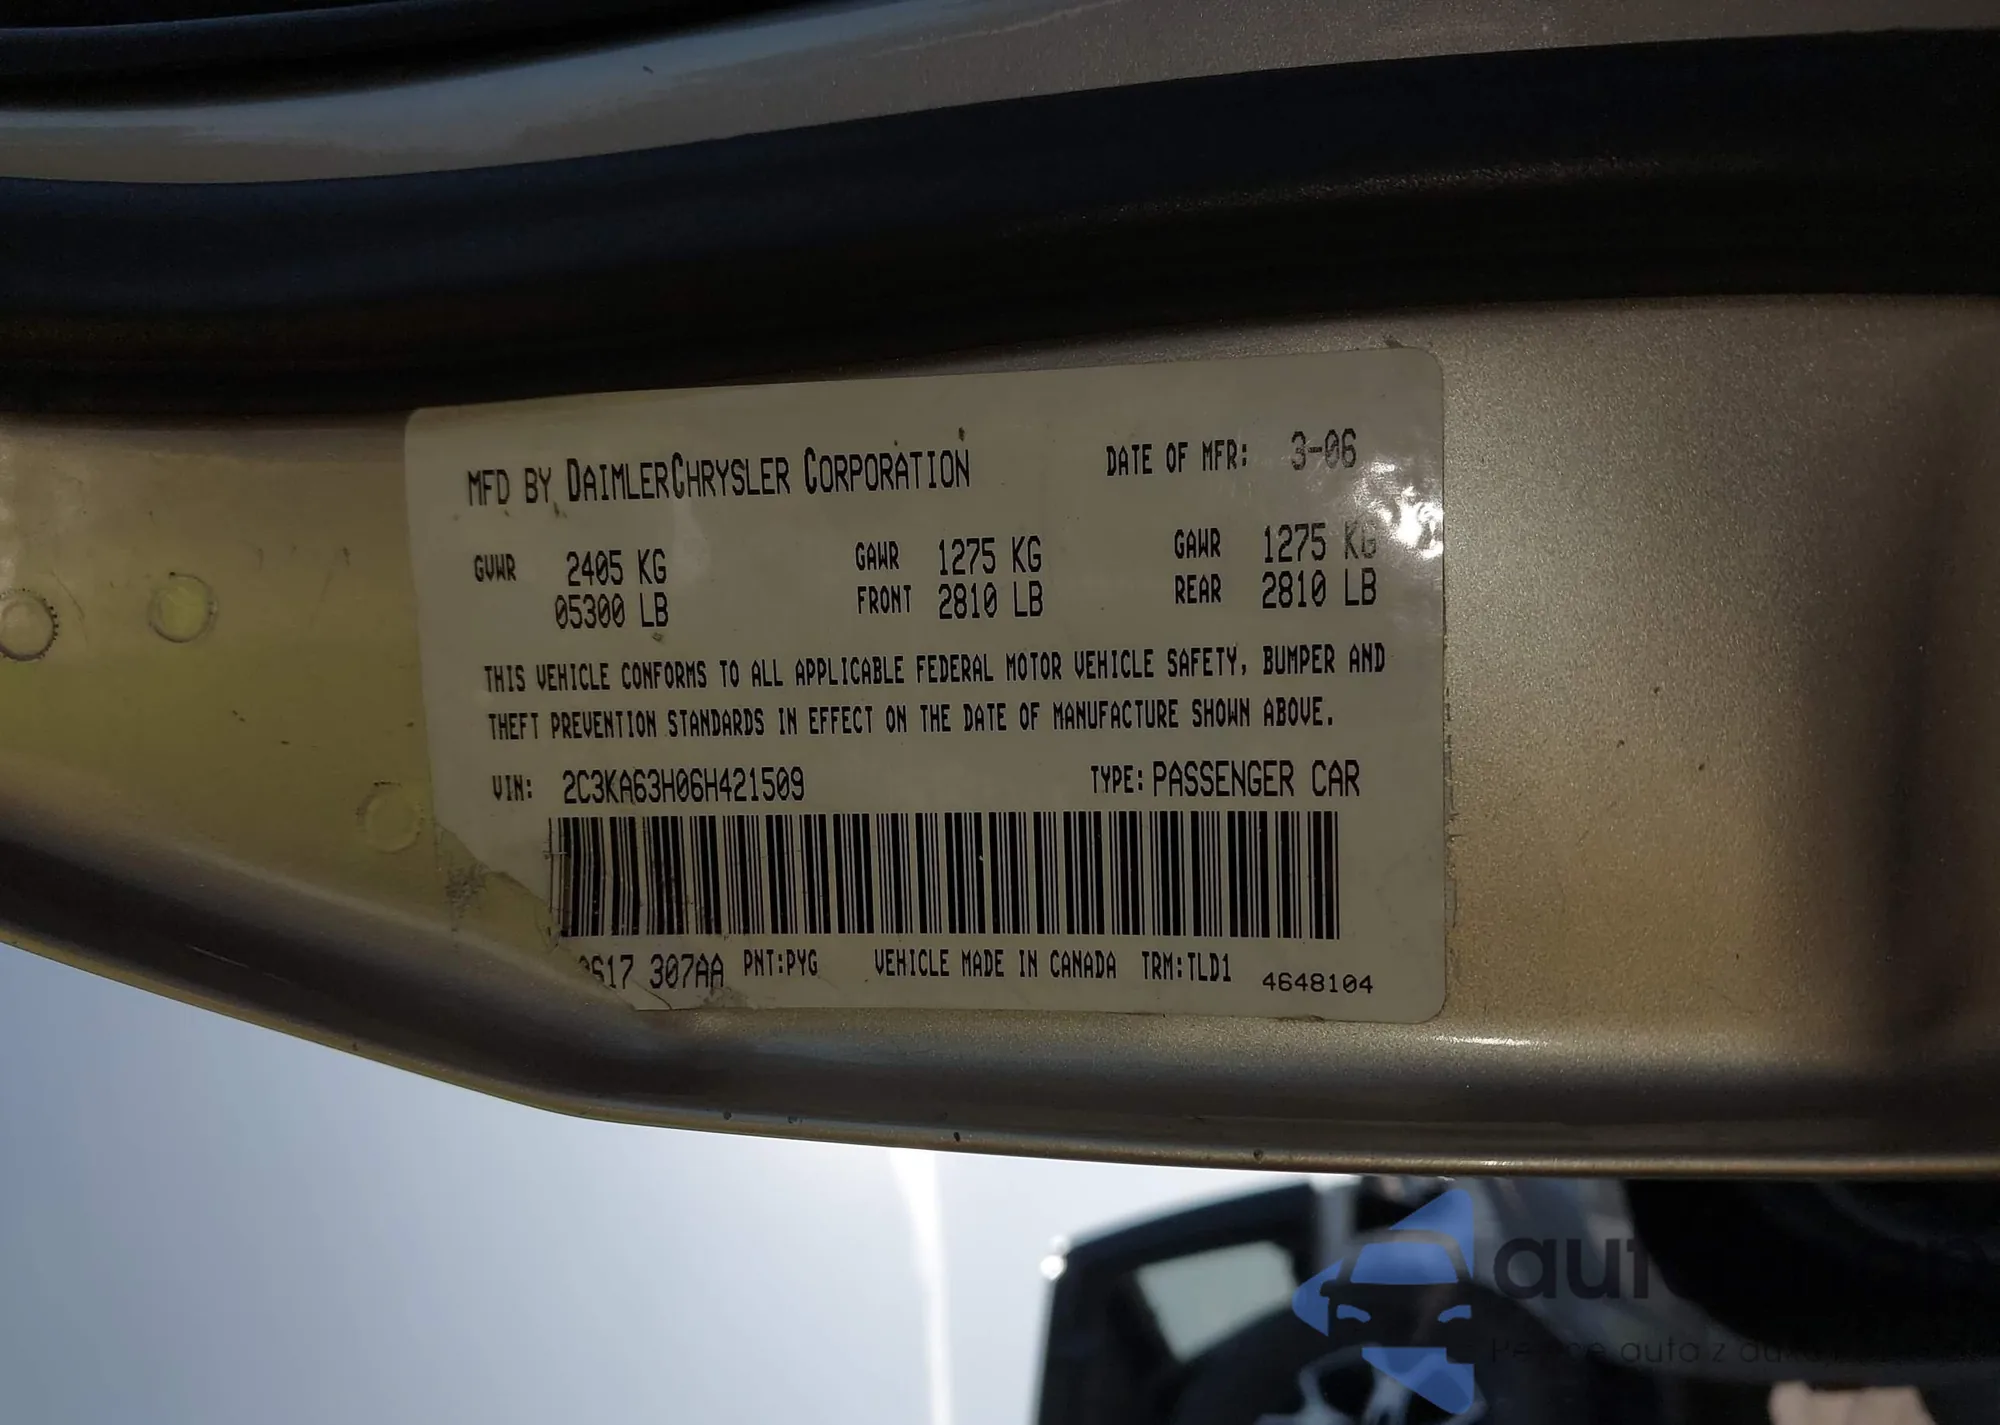 MFD BY DAIMLERCHRYSLER CORPORATION DATE OF MFR: 3-06
GVWR 2405 KG GAWR 1275 KG GAWR 1275 KG
05300 LB FRONT 2810 LB REAR 2810 LB
THIS VEHICLE CONFORMS TO ALL APPLICABLE FEDERAL MOTOR VEHICLE SAFETY, BUMPER AND
THEFT PREVENTION STANDARDS IN EFFECT ON THE DATE OF MANUFACTURE SHOWN ABOVE.
VIN: 2C3KA63H06H421509 TYPE: PASSENGER CAR
307AA PNT:PYG VEHICLE MADE IN CANADA TRM:TLD1 4648104
auto z